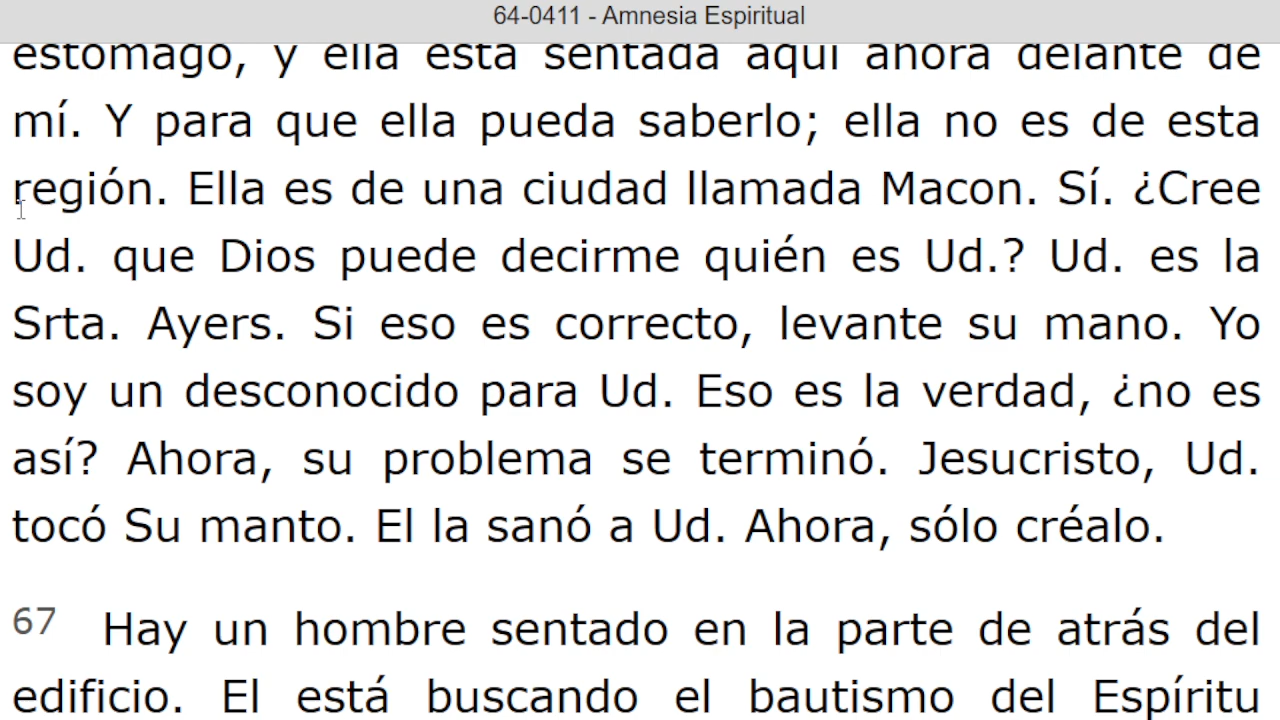 64-0411 - Amnesia Espiritual
estómago, y ella está sentada aquí ahora delante de
mí. Y para que ella pueda saberlo; ella no es de esta
región. Ella es de una ciudad llamada Macon. Sí. ¿Cree
Ud. que Dios puede decirme quién es Ud.? Ud. es la
Srta. Ayers. Si eso es correcto, levante su mano. Yo
soy un desconocido para Ud. Eso es la verdad, ¿no es
así? Ahora, su problema se terminó. Jesucristo, Ud.
tocó Su manto. El la sanó a Ud. Ahora, sólo créalo.
67 Hay un hombre sentado en la parte de atrás del
edificio. El está buscando el bautismo del Espíritu